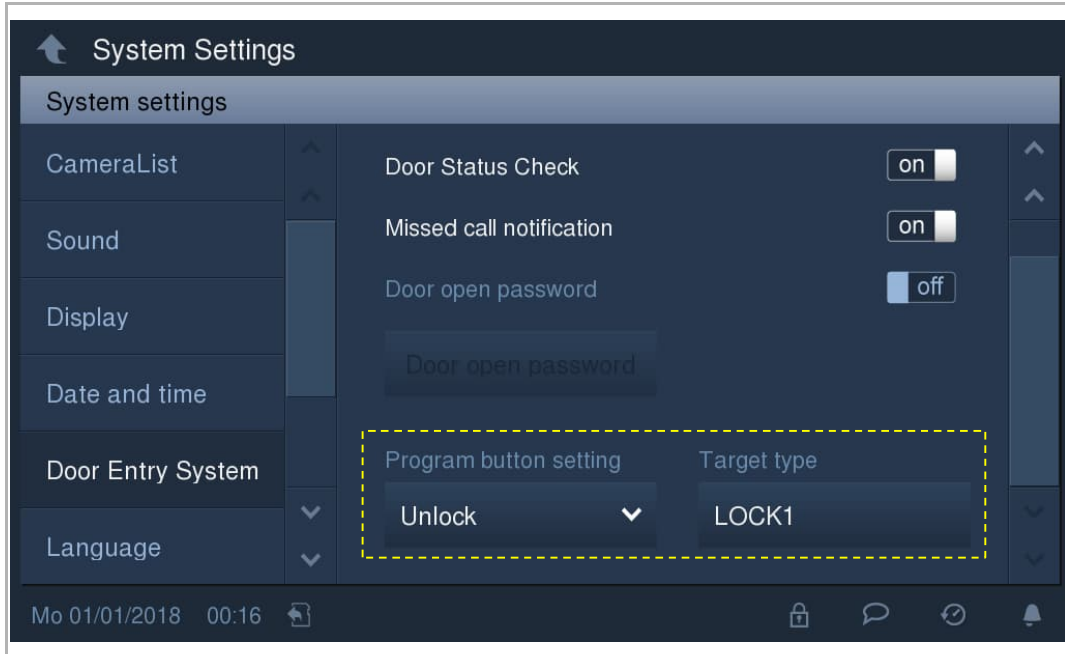 System Settings
System settings
CameraList
Sound
Display
Date and time
Door Entry System
Language
Door Status Check
on
Missed call notification
on
Door open password
off
Door open password
Program button setting
Target type
Unlock
LOCK1
Mo 01/01/2018 00:16